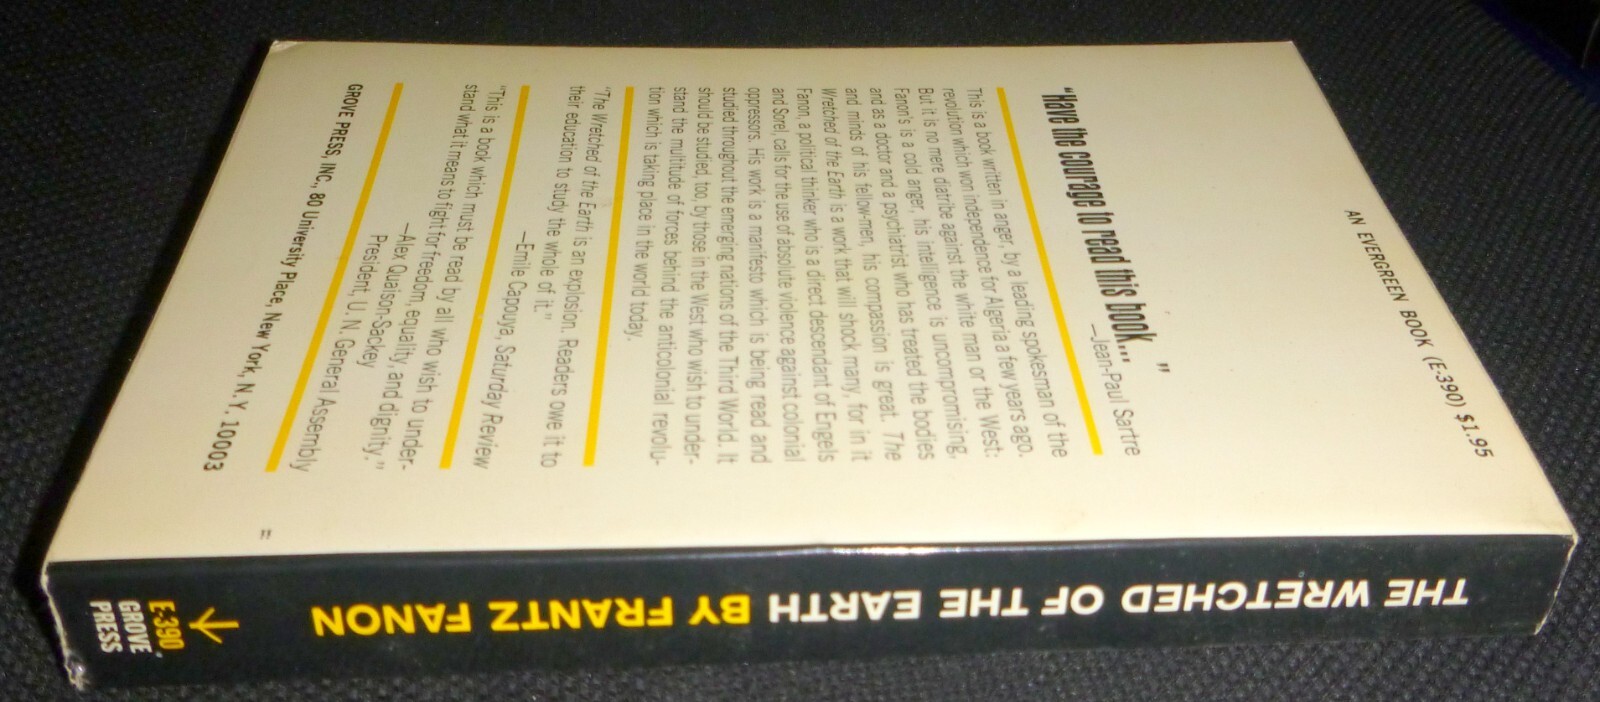 AN EVERGREEN BOOK (E-390) $1.95
"Have the courage to read this book... "
—Jean-Paul Sartre
This is a book written in anger, by a leading spokesman of the
revolution which won independence for Algeria a few years ago.
But it is no mere diatribe against the white man or the West:
Fanon's is a cold anger, his intelligence is uncompromising,
and as a doctor and a psychiatrist who has treated the bodies
and minds of his fellow-men, his compassion is great. The
Wretched of the Earth is a work that will shock many, for in it
Fanon, a political thinker who is a direct descendant of Engels
and Sorel, calls for the use of absolute violence against colonial
oppressors. His work is a manifesto which is being read and
studied throughout the emerging nations of the Third World. It
should be studied, too, by those in the West who wish to under-
stand the multitude of forces behind the anticolonial revolu-
tion which is taking place in the world today.
"The Wretched of the Earth is an explosion. Readers owe it to
their education to study the whole of it."
—Emile Capouya, Saturday Review
"This is a book which must be read by all who wish to under-
stand what it means to fight for freedom, equality, and dignity."
—Alex Quaison-Sackey
President, U. N. General Assembly
GROVE PRESS, INC., 80 University Place, New York, N. Y. 10003
THE WRETCHED OF THE EARTH BY FRANTZ FANON
E-390
GROVE
PRESS